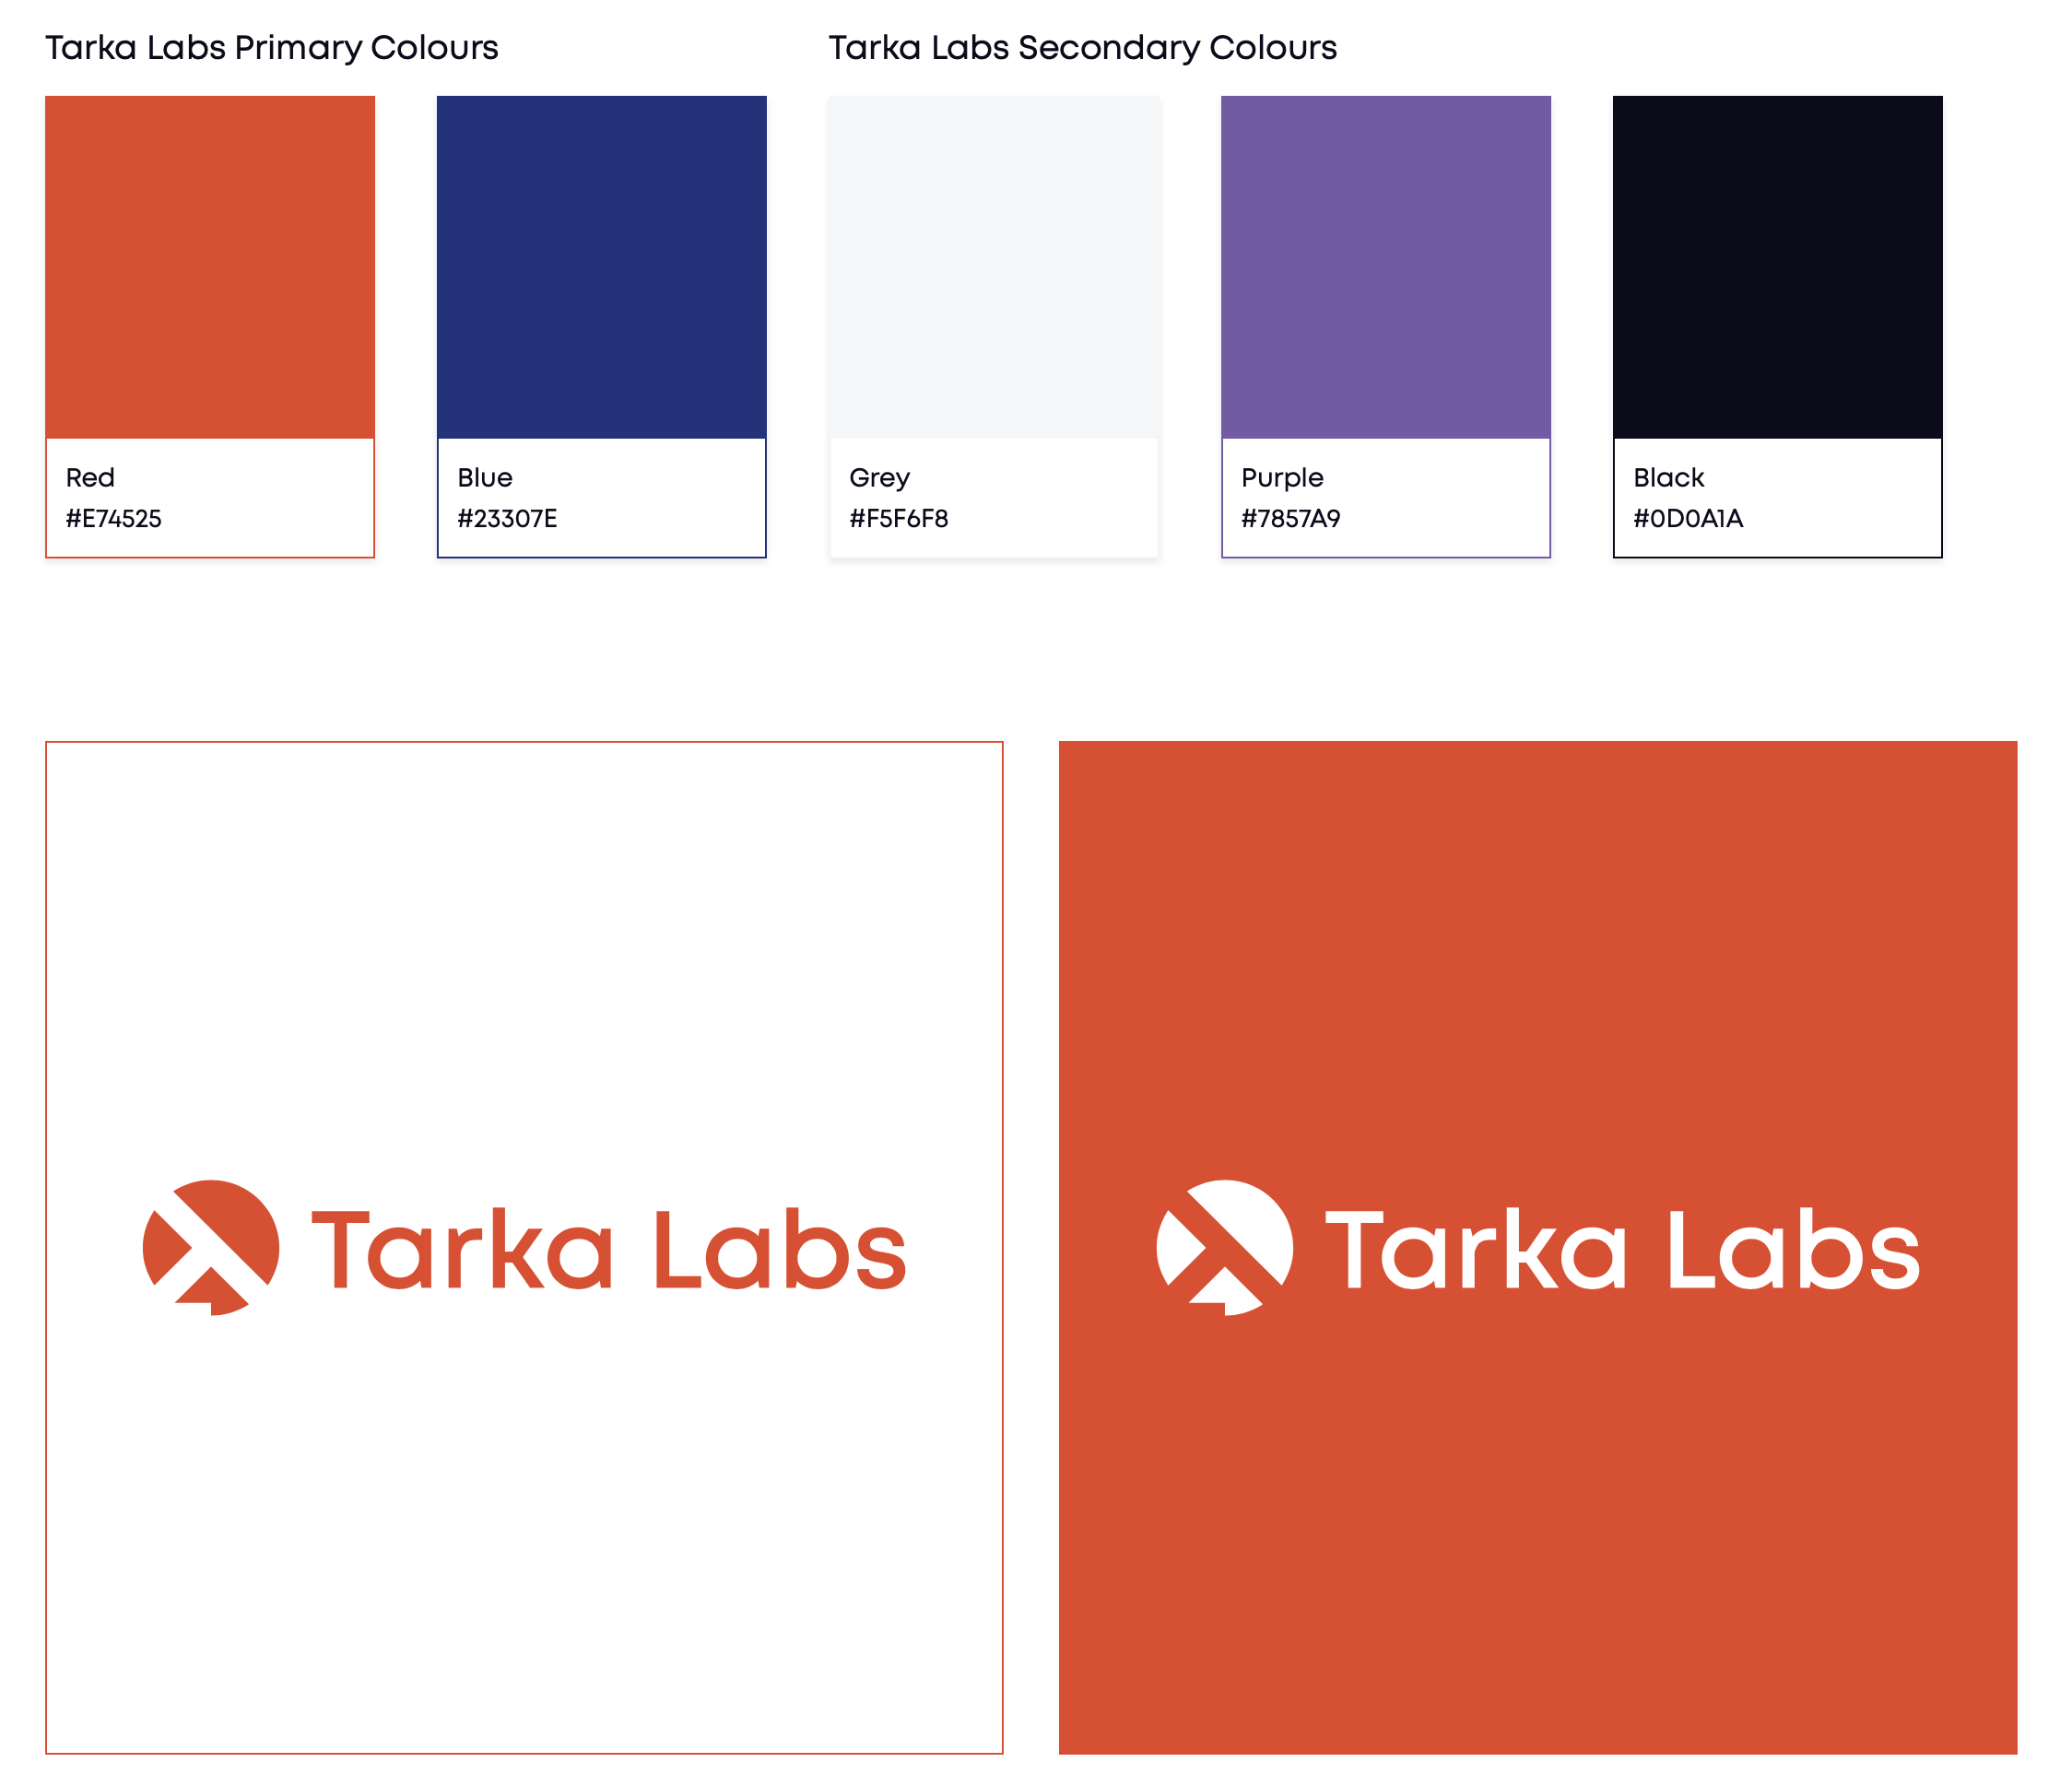 Tarka Labs Primary Colours
Tarka Labs Secondary Colours
Red
#E74525
Blue
#23307E
Grey
#F5F6F8
Purple
#7857A9
Black
#0D0A1A
Tarka Labs
Tarka Labs